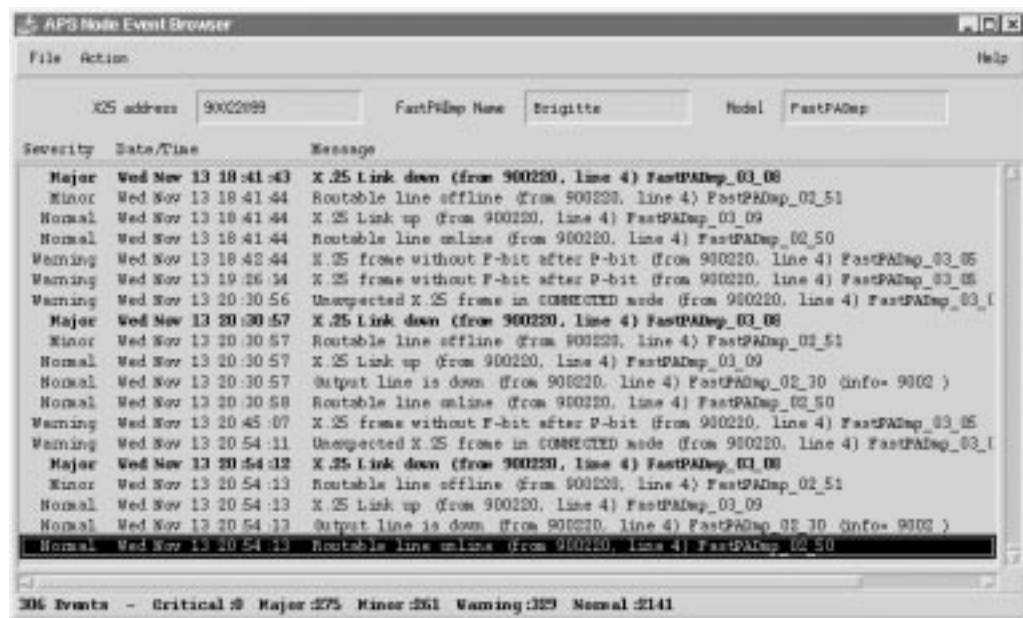 APS Node Event Browser
File Action Help
X25 address 90022099 FastPADmp Name Brigitte Model FastPADmp
Severity Date/Time Message
Major Wed Nov 13 18:41:43 X.25 Link down (from 900220, line 4) FastPADmp_03_08
Minor Wed Nov 13 18:41:44 Routable line offline (from 900220, line 4) FastPADmp_02_51
Normal Wed Nov 13 18:41:44 X.25 Link up (from 900220, line 4) FastPADmp_03_09
Normal Wed Nov 13 18:41:44 Routable line online (from 900220, line 4) FastPADmp_02_50
Warning Wed Nov 13 18:42:44 X.25 frame without F-bit after P-bit (from 900220, line 4) FastPADmp_03_05
Warning Wed Nov 13 19:26:14 X.25 frame without F-bit after P-bit (from 900220, line 4) FastPADmp_03_05
Warning Wed Nov 13 20:30:56 Unexpected X.25 frame in CONNECTED mode (from 900220, line 4) FastPADmp_03_
Major Wed Nov 13 20:30:57 X.25 Link down (from 900220, line 4) FastPADmp_03_08
Minor Wed Nov 13 20:30:57 Routable line offline (from 900220, line 4) FastPADmp_02_51
Normal Wed Nov 13 20:30:57 X.25 Link up (from 900220, line 4) FastPADmp_03_09
Normal Wed Nov 13 20:30:57 Output line is down (from 900220, line 4) FastPADmp_02_30 (info= 9002 )
Normal Wed Nov 13 20:30:58 Routable line online (from 900220, line 4) FastPADmp_02_50
Warning Wed Nov 13 20:45:07 X.25 frame without F-bit after P-bit (from 900220, line 4) FastPADmp_03_05
Warning Wed Nov 13 20:54:11 Unexpected X.25 frame in CONNECTED mode (from 900220, line 4) FastPADmp_03_
Major Wed Nov 13 20:54:12 X.25 Link down (from 900220, line 4) FastPADmp_03_08
Minor Wed Nov 13 20:54:13 Routable line offline (from 900220, line 4) FastPADmp_02_51
Normal Wed Nov 13 20:54:13 X.25 Link up (from 900220, line 4) FastPADmp_03_09
Normal Wed Nov 13 20:54:13 Output line is down (from 900220, line 4) FastPADmp_02_30 (info= 9002 )
Normal Wed Nov 13 20:54:13 Routable line online (from 900220, line 4) FastPADmp_02_50
Events - Critical:0 Major:275 Minor:261 Warning:329 Normal:2141